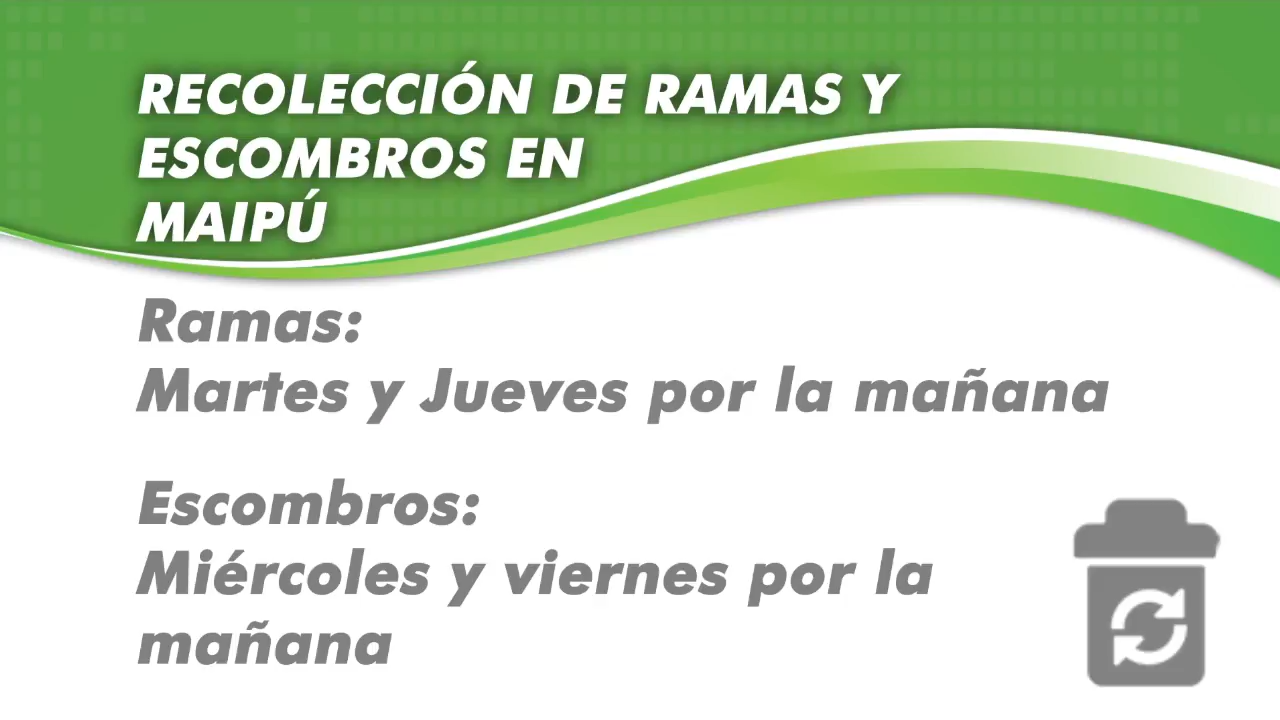 RECOLECCIÓN DE RAMAS Y
ESCOMBROS EN
MAIPÚ
Ramas:
Martes y Jueves por la mañana
Escombros:
Miércoles y viernes por la
mañana